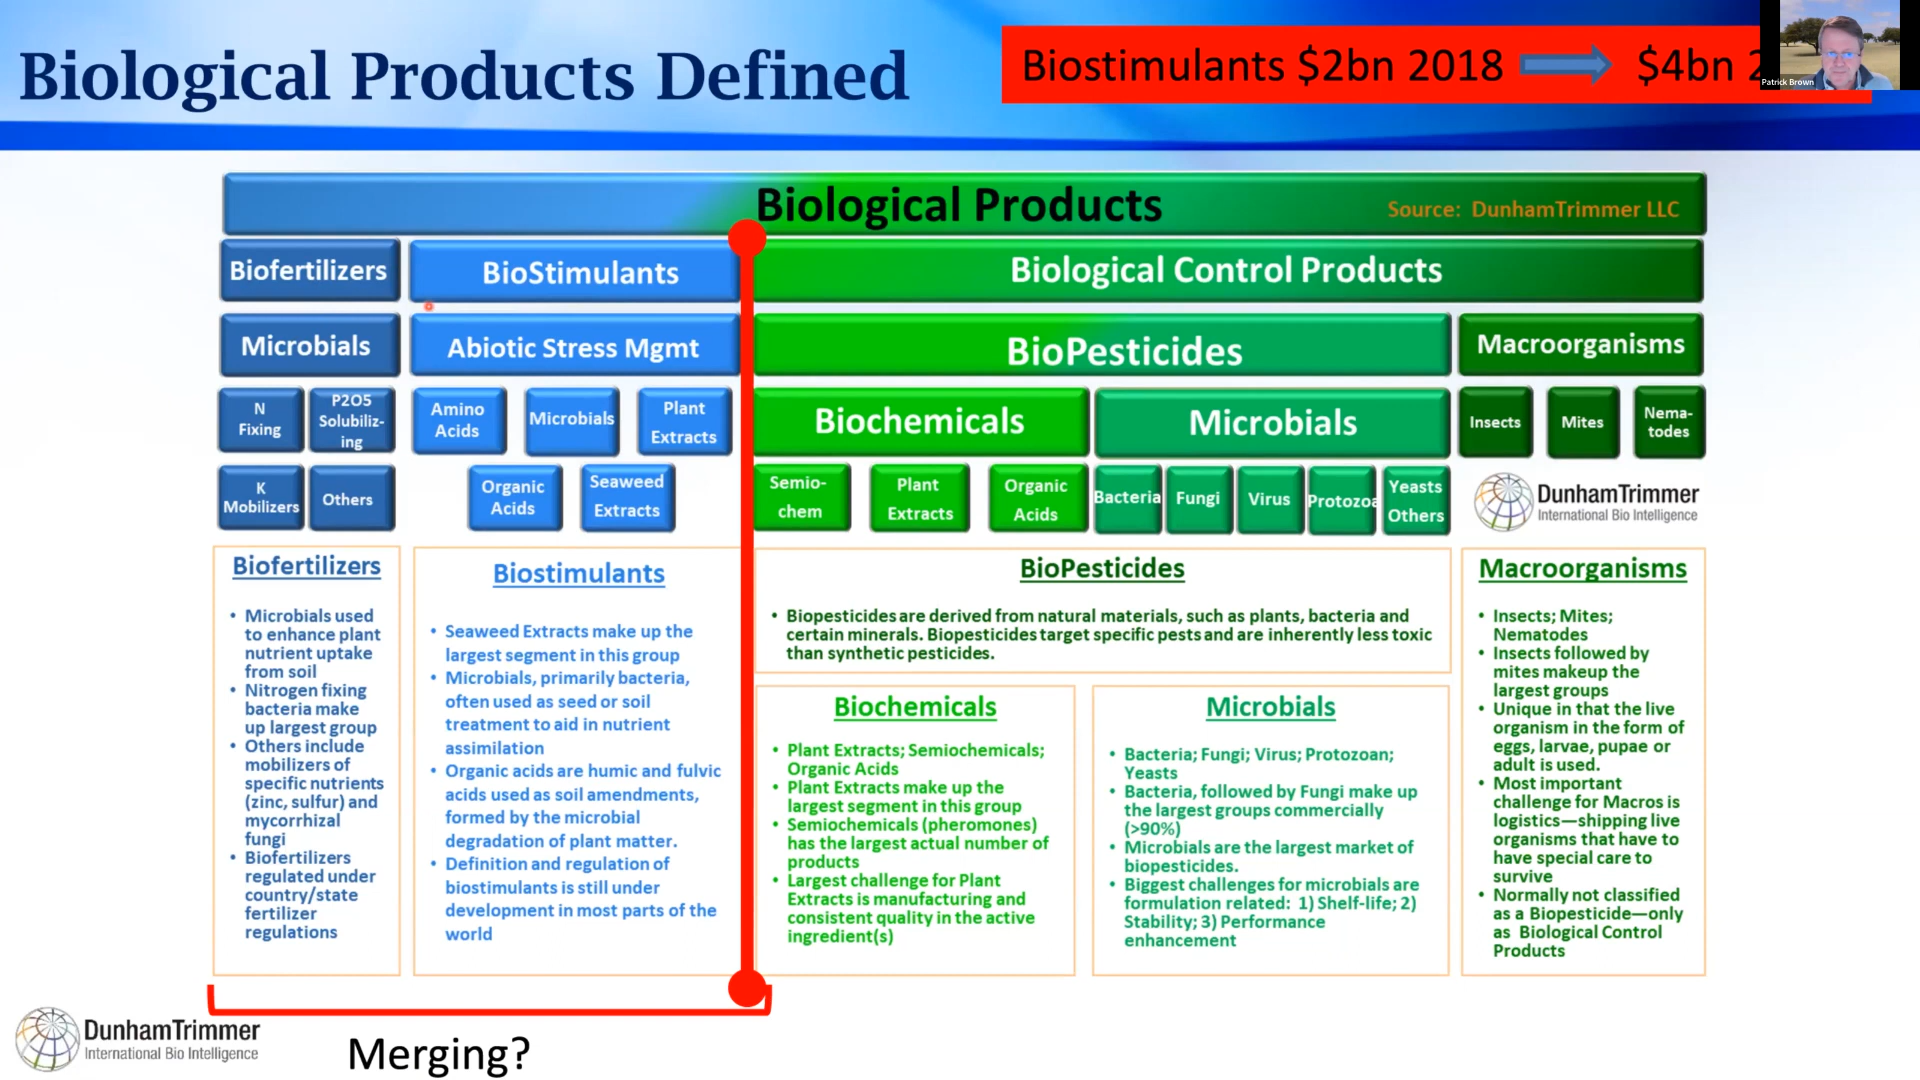 Biological Products Defined
Biostimulants $2bn 2018 $4bn 2
Patrick Brown
Biological Products
Source: DunhamTrimmer LLC
Biofertilizers
BioStimulants
Biological Control Products
Microbials
Abiotic Stress Mgmt
BioPesticides
Macroorganisms
N
Fixing
P2O5
Solubiliz-
ing
Amino
Acids
Microbials
Plant
Extracts
Biochemicals
Microbials
Insects
Mites
Nema-
todes
K
Mobilizers
Others
Organic
Acids
Seaweed
Extracts
Semio-
chem
Plant
Extracts
Organic
Acids
Bacteria
Fungi
Virus
Protozoa
Yeasts
Others
DunhamTrimmer
International Bio Intelligence
Biofertilizers
• Microbials used
to enhance plant
nutrient uptake
from soil
• Nitrogen fixing
bacteria make
up largest group
• Others include
mobilizers of
specific nutrients
(zinc, sulfur) and
mycorrhizal
fungi
• Biofertilizers
regulated under
country/state
fertilizer
regulations
Biostimulants
• Seaweed Extracts make up the
largest segment in this group
• Microbials, primarily bacteria,
often used as seed or soil
treatment to aid in nutrient
assimilation
• Organic acids are humic and fulvic
acids used as soil amendments,
formed by the microbial
degradation of plant matter.
• Definition and regulation of
biostimulants is still under
development in most parts of the
world
BioPesticides
• Biopesticides are derived from natural materials, such as plants, bacteria and
certain minerals. Biopesticides target specific pests and are inherently less toxic
than synthetic pesticides.
Biochemicals
• Plant Extracts; Semiochemicals;
Organic Acids
• Plant Extracts make up the
largest segment in this group
• Semiochemicals (pheromones)
has the largest actual number of
products
• Largest challenge for Plant
Extracts is manufacturing and
consistent quality in the active
ingredient(s)
Microbials
• Bacteria; Fungi; Virus; Protozoan;
Yeasts
• Bacteria, followed by Fungi make up
the largest groups commercially
(>90%)
• Microbials are the largest market of
biopesticides.
• Biggest challenges for microbials are
formulation related: 1) Shelf-life; 2)
Stability; 3) Performance
enhancement
Macroorganisms
• Insects; Mites;
Nematodes
• Insects followed by
mites makeup the
largest groups
• Unique in that the live
organism in the form of
eggs, larvae, pupae or
adult is used.
• Most important
challenge for Macros is
logistics—shipping live
organisms that have to
have special care to
survive
• Normally not classified
as a Biopesticide—only
as Biological Control
Products
DunhamTrimmer
International Bio Intelligence
Merging?